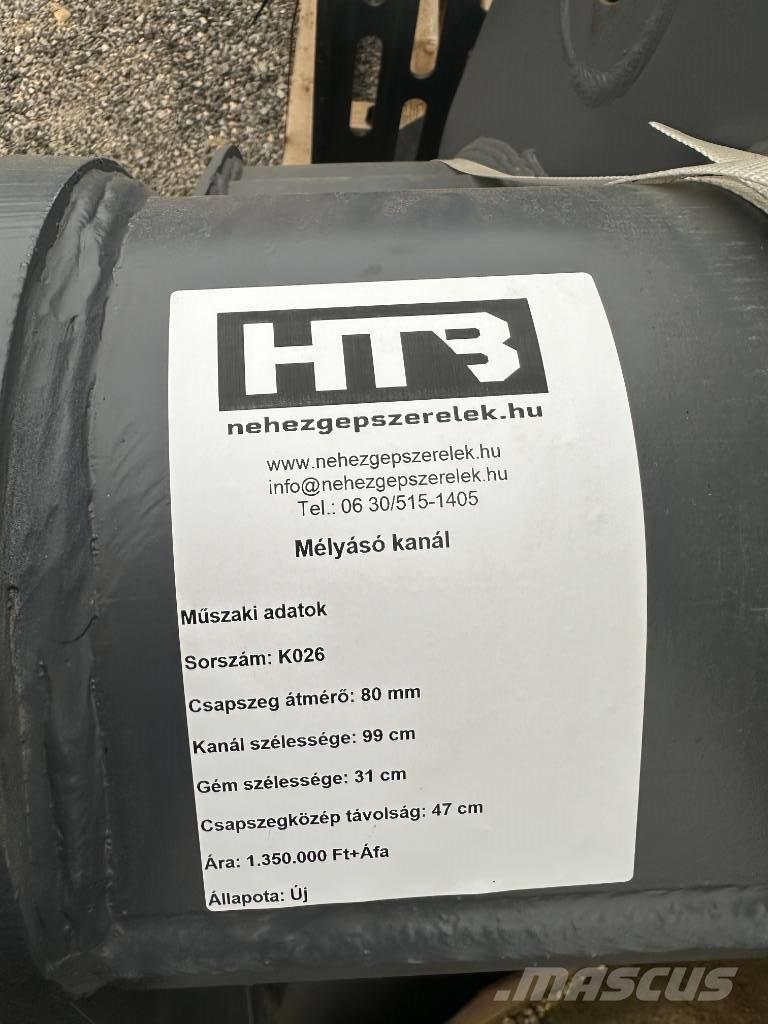 HTB
nehezgepszerelek.hu
www.nehezgepszerelek.hu
info@nehezgepszerelek.hu
Tel.: 06 30/515-1405
Mélyásó kanál
Műszaki adatok
Sorszám: K026
Csapszeg átmérő: 80 mm
Kanál szélessége: 99 cm
Gém szélessége: 31 cm
Csapszegközép távolság: 47 cm
Ára: 1.350.000 Ft+Áfa
Állapota: Új
MASCUS